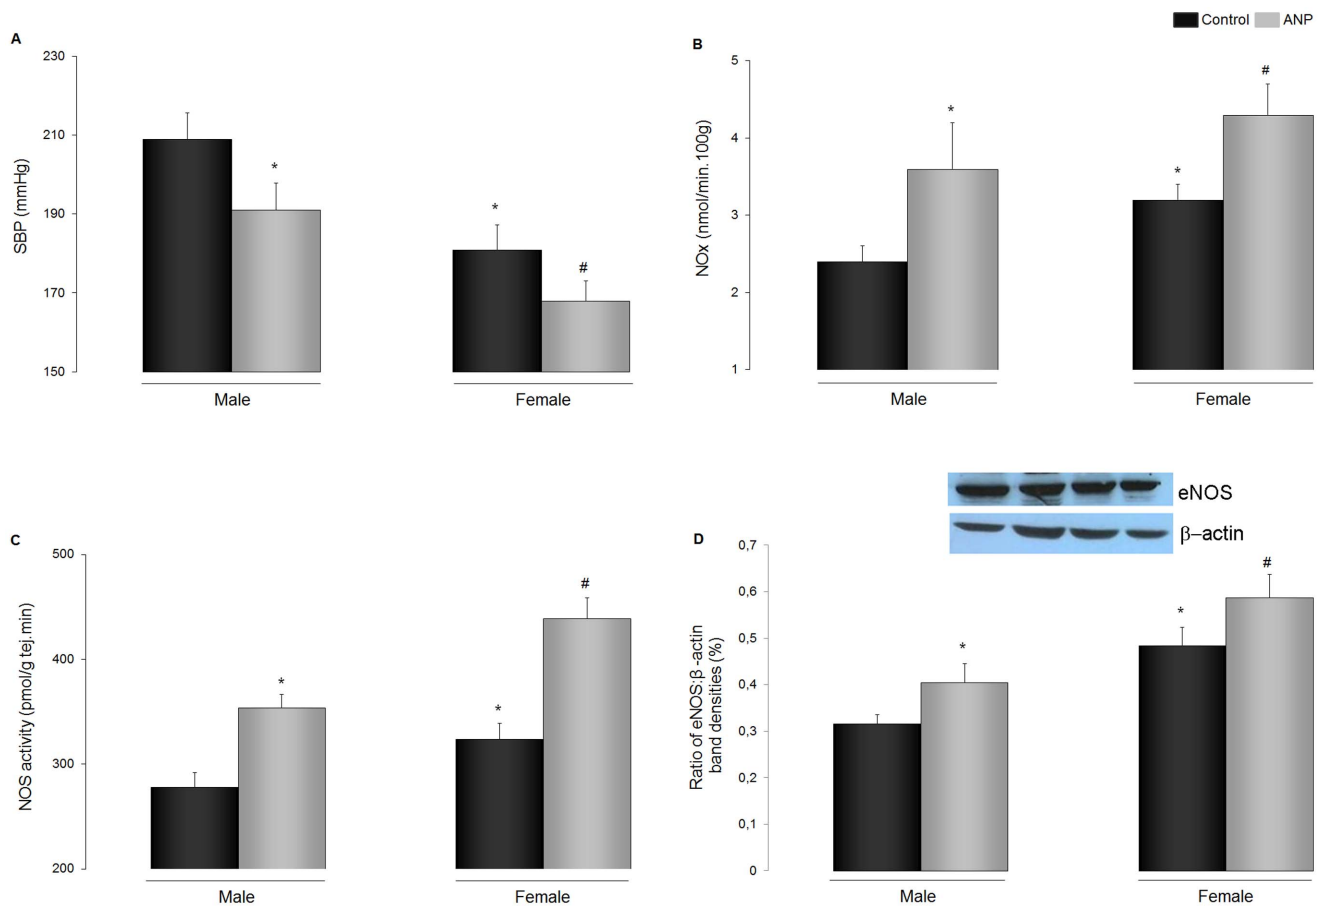 Control ANP
A
230
210
190
170
150
SBP (mmHg)
*
*
#
Male Female
B
5
4
3
2
1
NOx (nmol/min.100g)
*
*
#
Male Female
C
500
400
300
200
NOS activity (pmol/g tej.min)
*
*
#
Male Female
eNOS
β–actin
D
0,7
0,6
0,5
0,4
0,3
0,2
0,1
0
Ratio of eNOS:β -actin
band densities (%)
*
*
#
Male Female